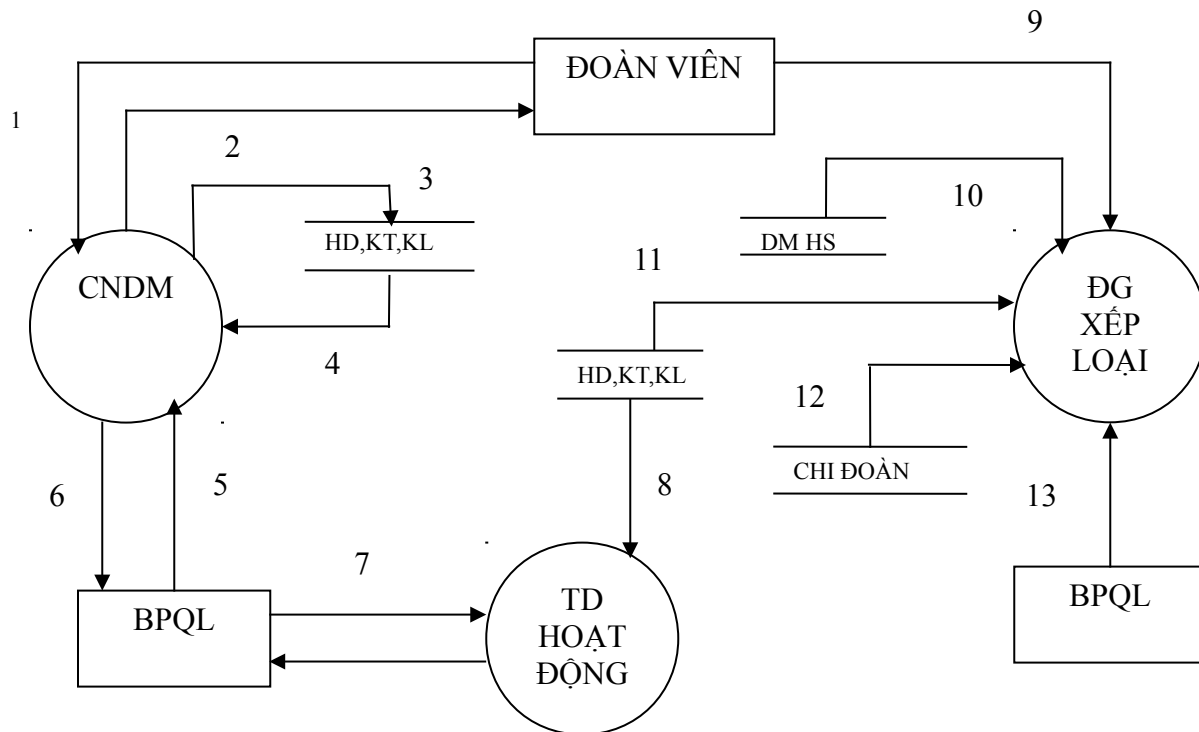 9
ĐOÀN VIÊN
1
2
3
10
HD,KT,KL
DM HS
11
CNDM
ĐG
XẾP
LOẠI
4
HD,KT,KL
12
CHI ĐOÀN
6
5
8
13
7
BPQL
TD
HOẠT
ĐỘNG
BPQL